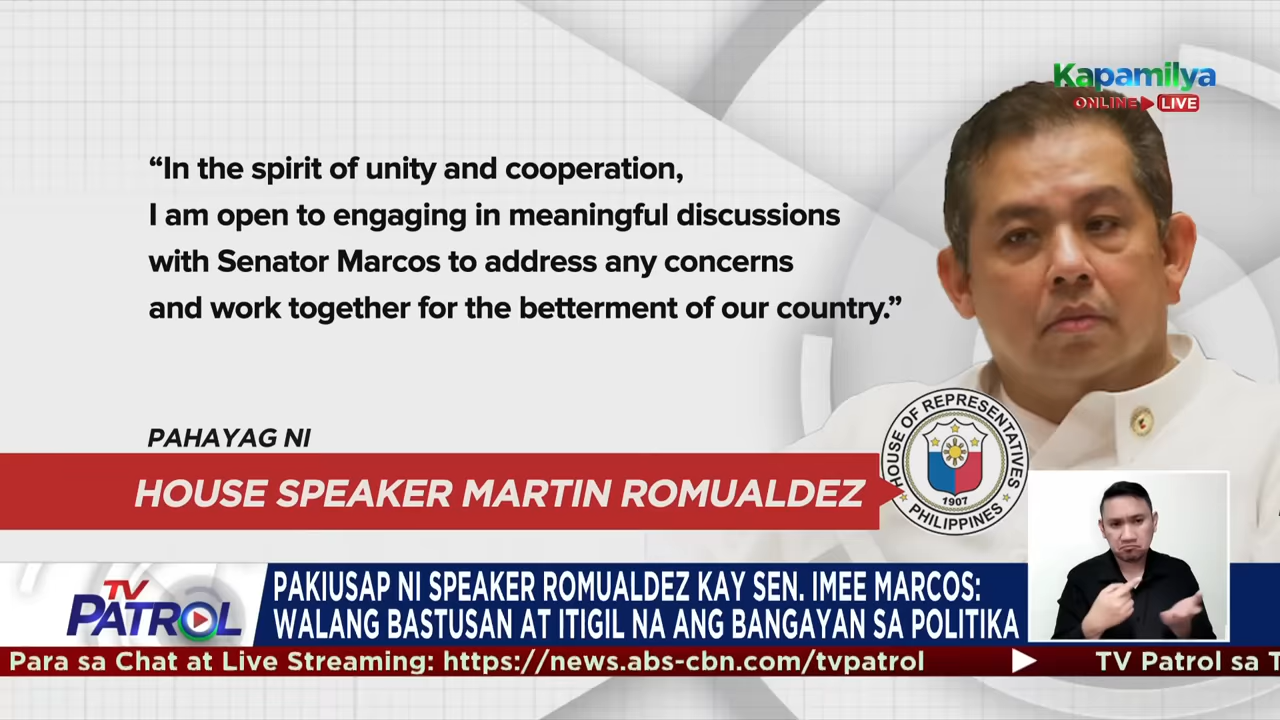 Kapamilya
ONLINE LIVE
“In the spirit of unity and cooperation,
I am open to engaging in meaningful discussions
with Senator Marcos to address any concerns
and work together for the betterment of our country.”
PAHAYAG NI
HOUSE SPEAKER MARTIN ROMUALDEZ
HOUSE OF REPRESENTATIVES
1907
PHILIPPINES
TV
PATROL
PAKIUSAP NI SPEAKER ROMUALDEZ KAY SEN. IMEE MARCOS:
WALANG BASTUSAN AT ITIGIL NA ANG BANGAYAN SA POLITIKA
Para sa Chat at Live Streaming: https://news.abs-cbn.com/tvpatrol TV Patrol sa T